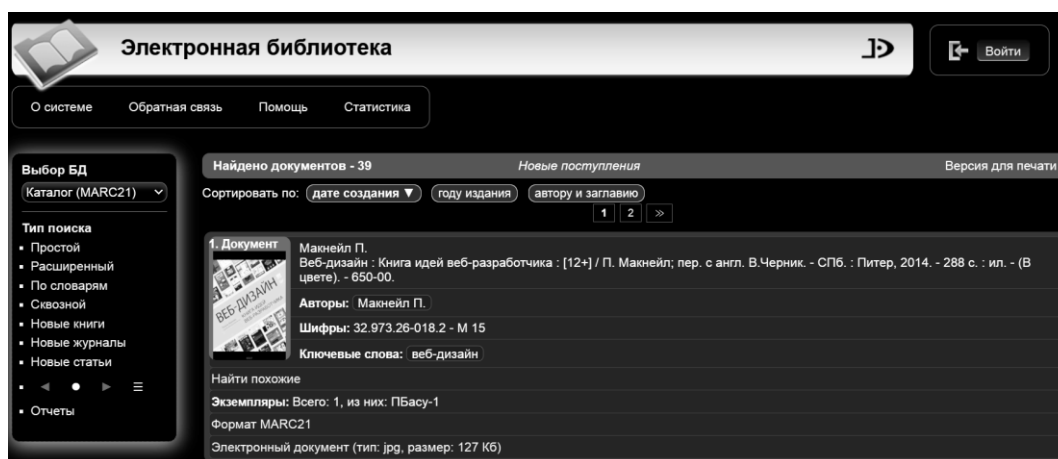 Электронная библиотека
Войти
О системе Обратная связь Помощь Статистика
Выбор БД
Каталог (MARC21)
Тип поиска
Простой
Расширенный
По словарям
Сквозной
Новые книги
Новые журналы
Новые статьи
Отчеты
Найдено документов - 39 Новые поступления Версия для печати
Сортировать по: дате создания ▼ году издания автору и заглавию
1 2 »
1. Документ
ВЕБ-ДИЗАЙН
Макнейл П.
Веб-дизайн : Книга идей веб-разработчика : [12+] / П. Макнейл; пер. с англ. В.Черник. - СПб. : Питер, 2014. - 288 с. : ил. - (В
цвете). - 650-00.
Авторы: Макнейл П.
Шифры: 32.973.26-018.2 - М 15
Ключевые слова: веб-дизайн
Найти похожие
Экземпляры: Всего: 1, из них: ПБасу-1
Формат MARC21
Электронный документ (тип: jpg, размер: 127 Кб)